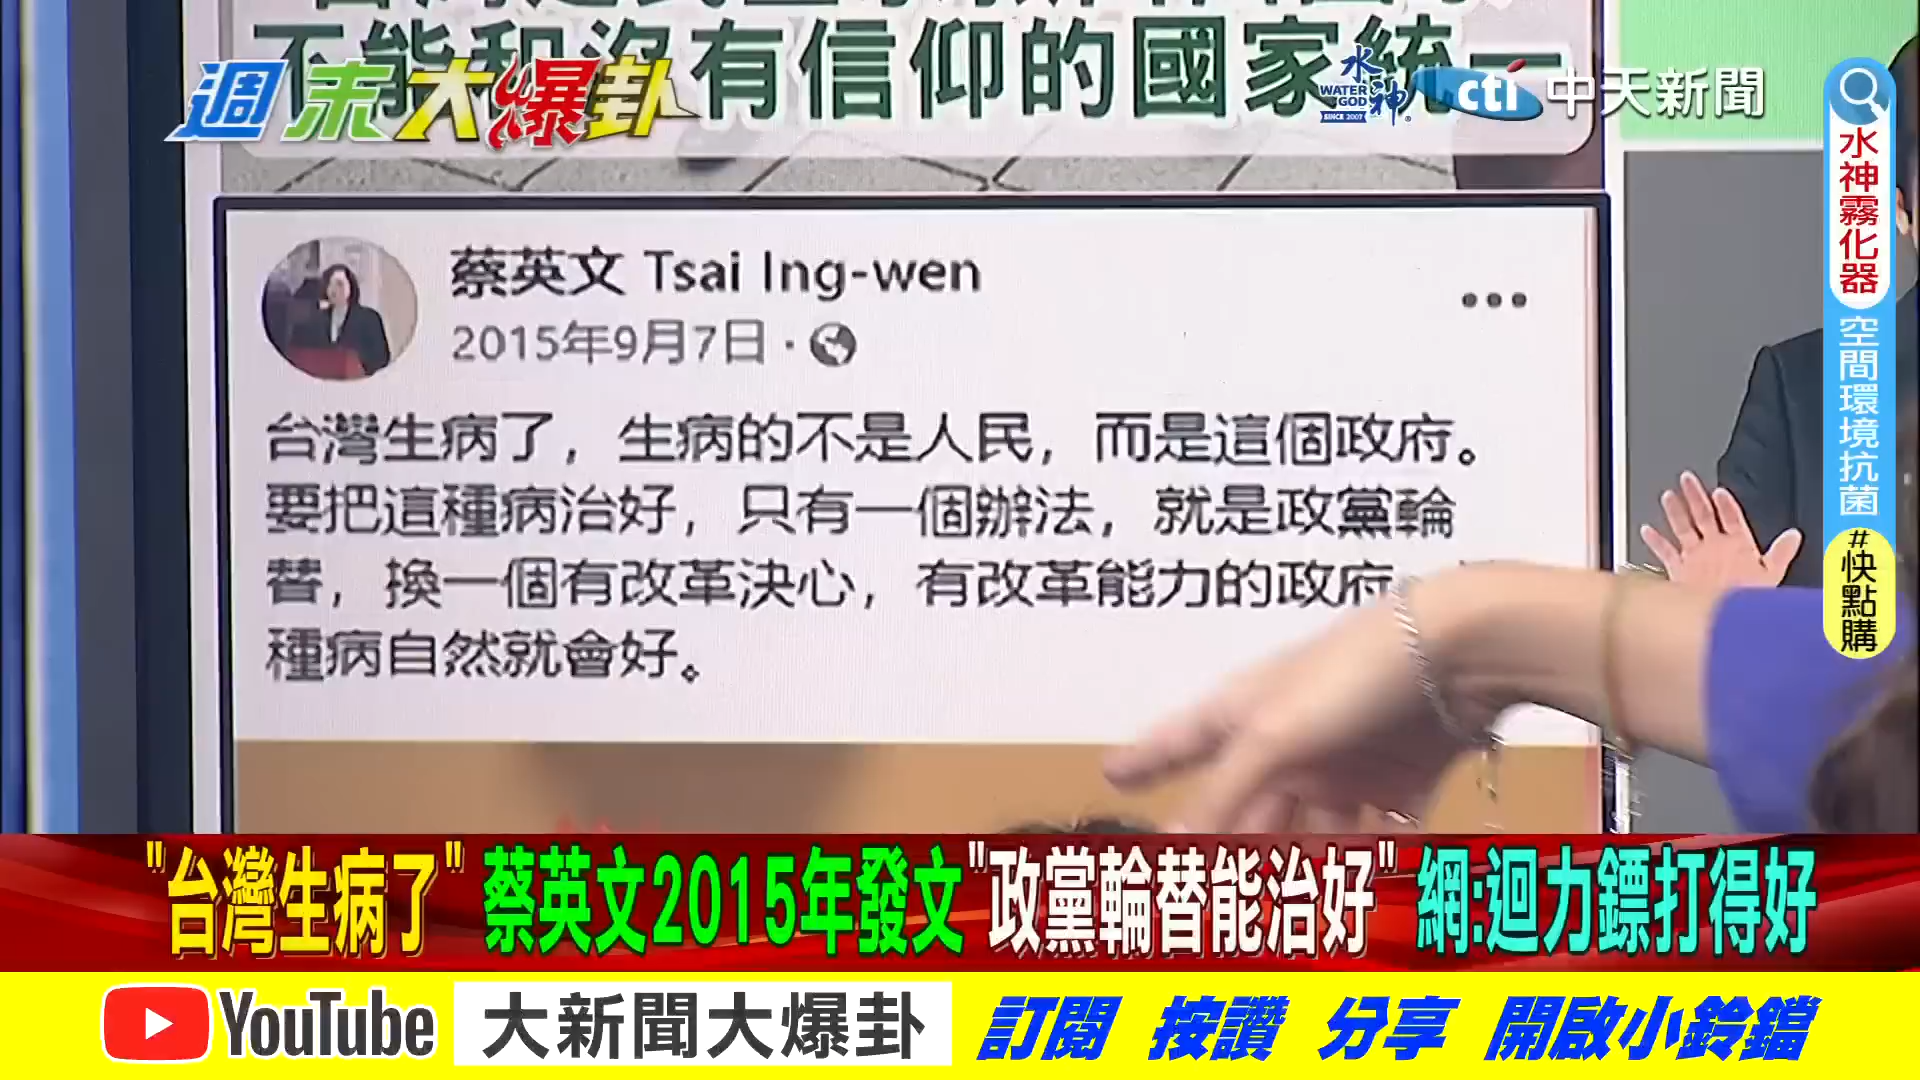 不能和沒有信仰的國家統一
週末大爆卦
水神
WATER GOD
SINCE 2007
cti 中天新聞
水神霧化器
空間環境抗菌
#快點購
蔡英文 Tsai Ing-wen
2015年9月7日
台灣生病了，生病的不是人民，而是這個政府。
要把這種病治好，只有一個辦法，就是政黨輪
替，換一個有改革決心，有改革能力的政府
種病自然就會好。
"台灣生病了" 蔡英文2015年發文"政黨輪替能治好" 網:迴力鏢打得好
YouTube 大新聞大爆卦 訂閱 按讚 分享 開啟小鈴鐺